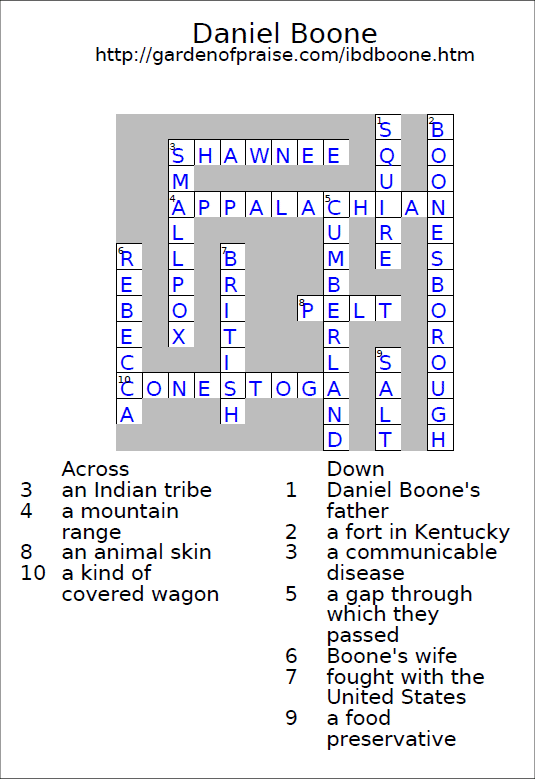 Daniel Boone
http://gardenofpraise.com/ibdboone.htm
1 S 2 B
3 S H A W N E E Q O
M U O
4 A P P A L A 5 C H I A N
L U R E
6 R L 7 B M E S
E P R B B
B O I 8 P E L T O
E X T R R
C I L 9 S O
10 C O N E S T O G A A U
A H N L G
D T H
Across
3 an Indian tribe
4 a mountain
range
8 an animal skin
10 a kind of
covered wagon
Down
1 Daniel Boone's
father
2 a fort in Kentucky
3 a communicable
disease
5 a gap through
which they
passed
6 Boone's wife
7 fought with the
United States
9 a food
preservative